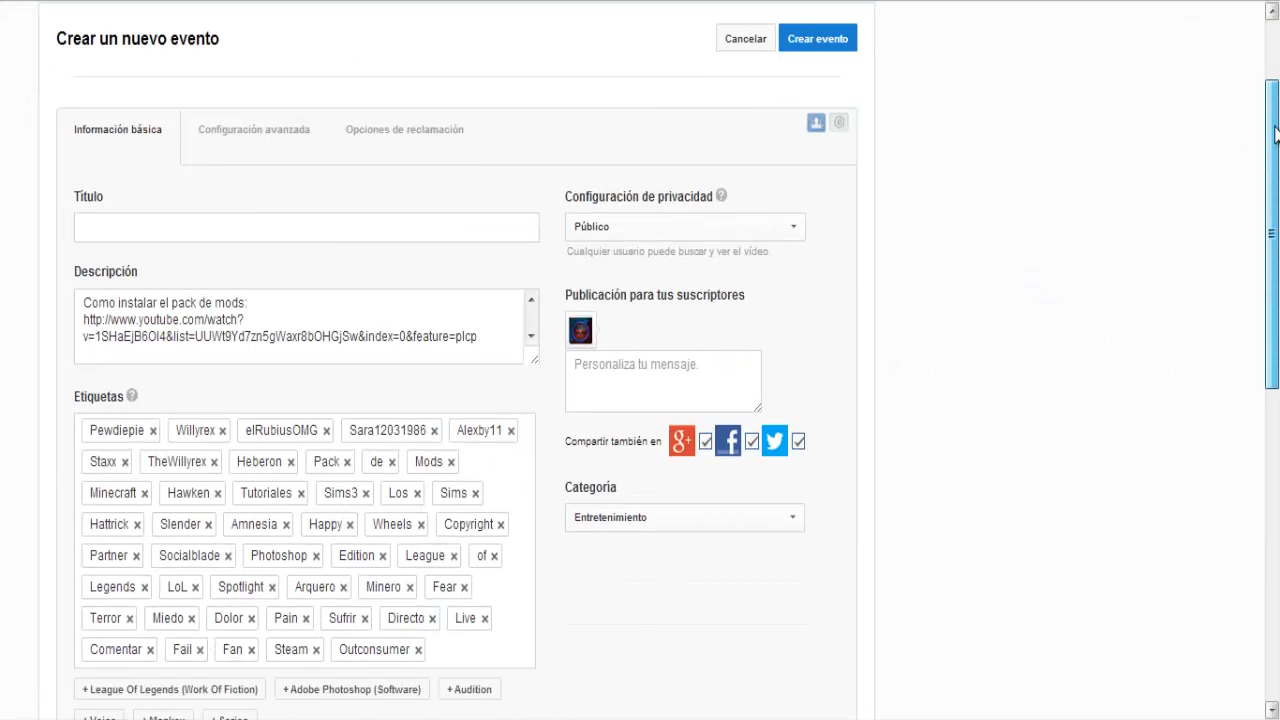 Crear un nuevo evento
Cancelar
Crear evento
Información básica
Configuración avanzada
Opciones de reclamación
Título
Configuración de privacidad
Público
Cualquier usuario puede buscar y ver el vídeo.
Descripción
Como instalar el pack de mods:
http://www.youtube.com/watch?
v=1SHaEjB6OI4&list=UUWt9Yd7zn5gWaxr8bOHGjSw&index=0&feature=plcp
Publicación para tus suscriptores
Personaliza tu mensaje.
Compartir también en
Categoría
Entretenimiento
Etiquetas
Pewdiepie × Willyrex × elRubiusOMG × Sara12031986 × Alexby11 ×
Staxx × TheWillyrex × Heberon × Pack × de × Mods ×
Minecraft × Hawken × Tutoriales × Sims3 × Los × Sims ×
Hattrick × Slender × Amnesia × Happy × Wheels × Copyright ×
Partner × Socialblade × Photoshop × Edition × League × of ×
Legends × LoL × Spotlight × Arquero × Minero × Fear ×
Terror × Miedo × Dolor × Pain × Sufrir × Directo × Live ×
Comentar × Fail × Fan × Steam × Outconsumer ×
+ League Of Legends (Work Of Fiction) + Adobe Photoshop (Software) + Audition